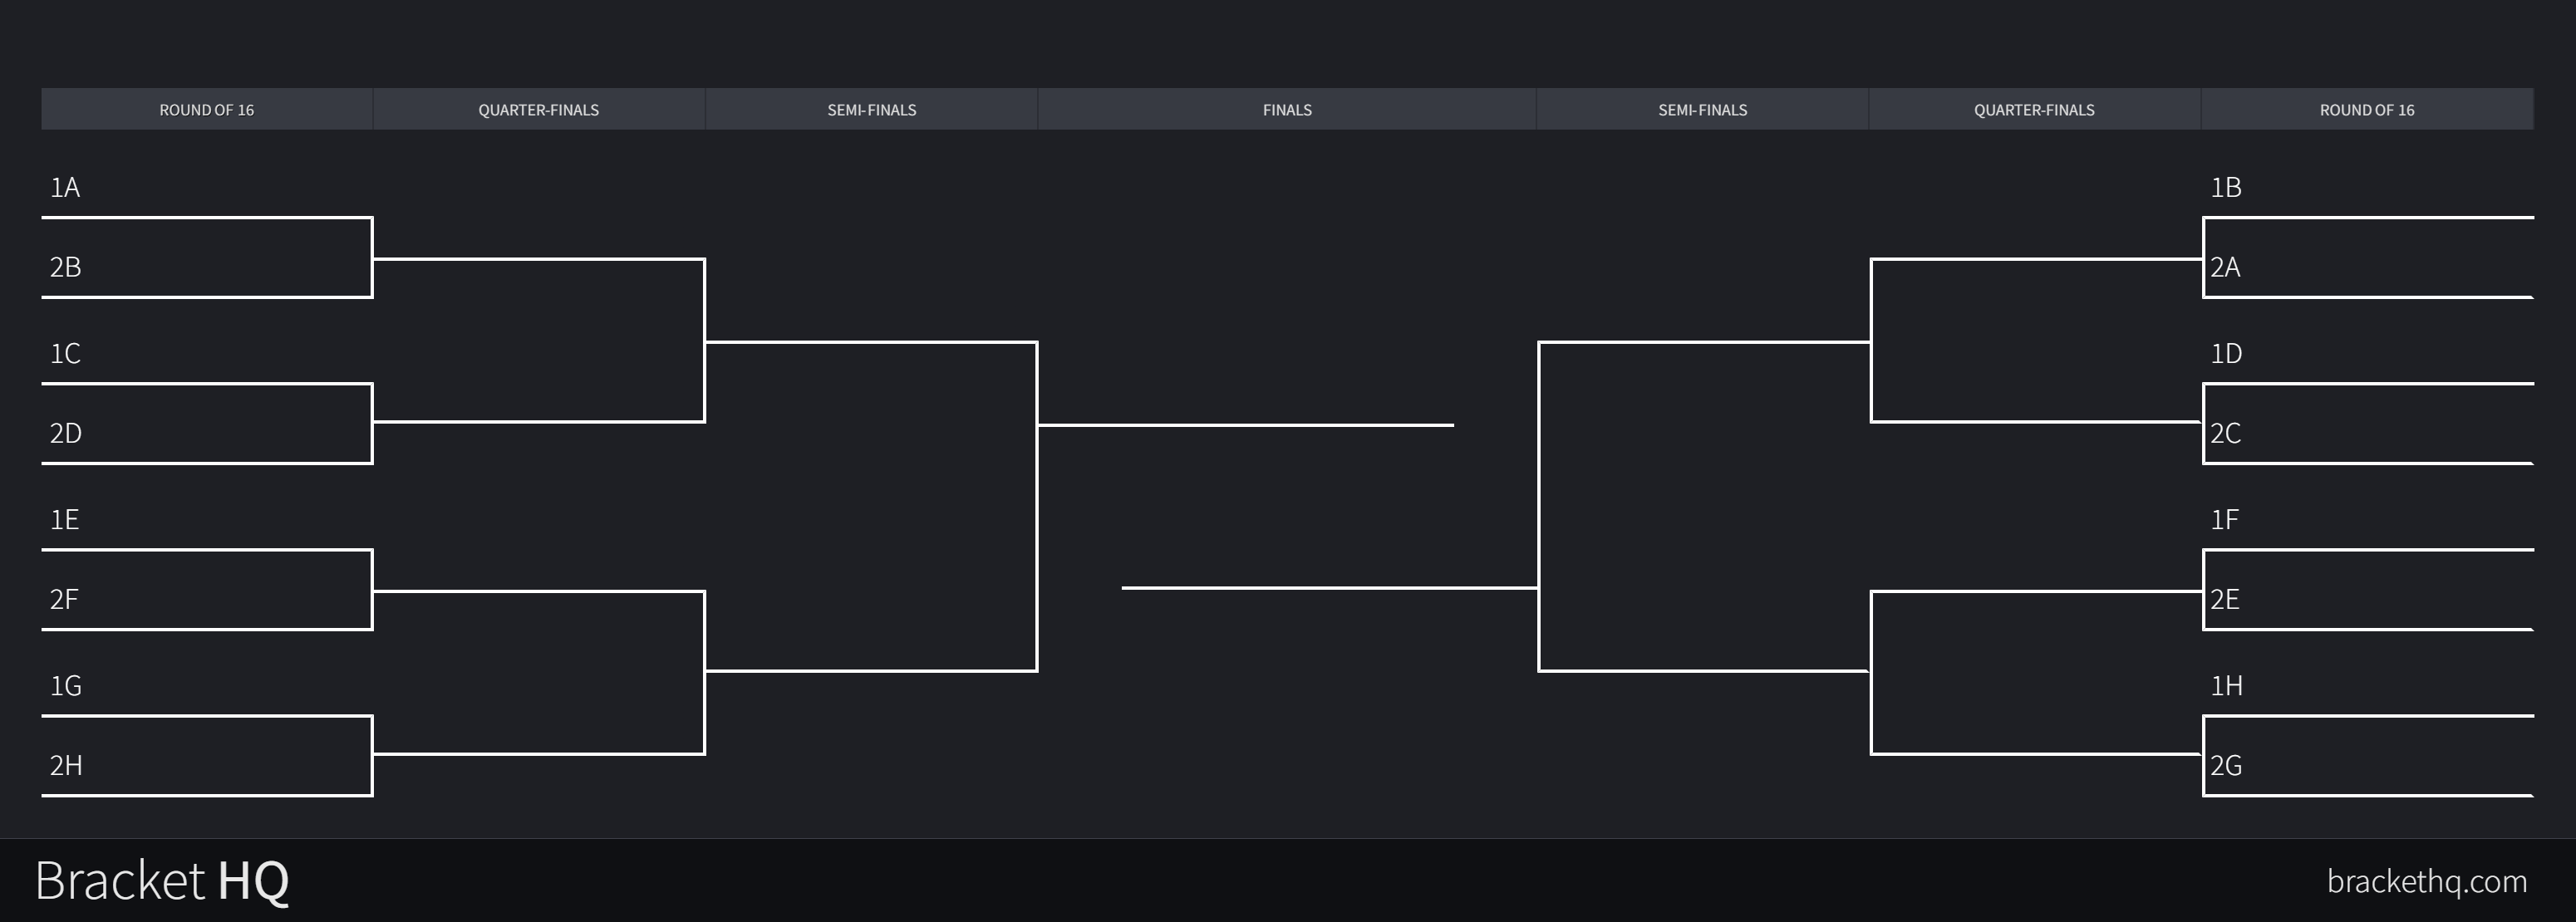 ROUND OF 16 QUARTER-FINALS SEMI-FINALS FINALS SEMI-FINALS QUARTER-FINALS ROUND OF 16
1A 1B
2B 2A
1C 1D
2D 2C
1E 1F
2F 2E
1G 1H
2H 2G
Bracket HQ brackethq.com